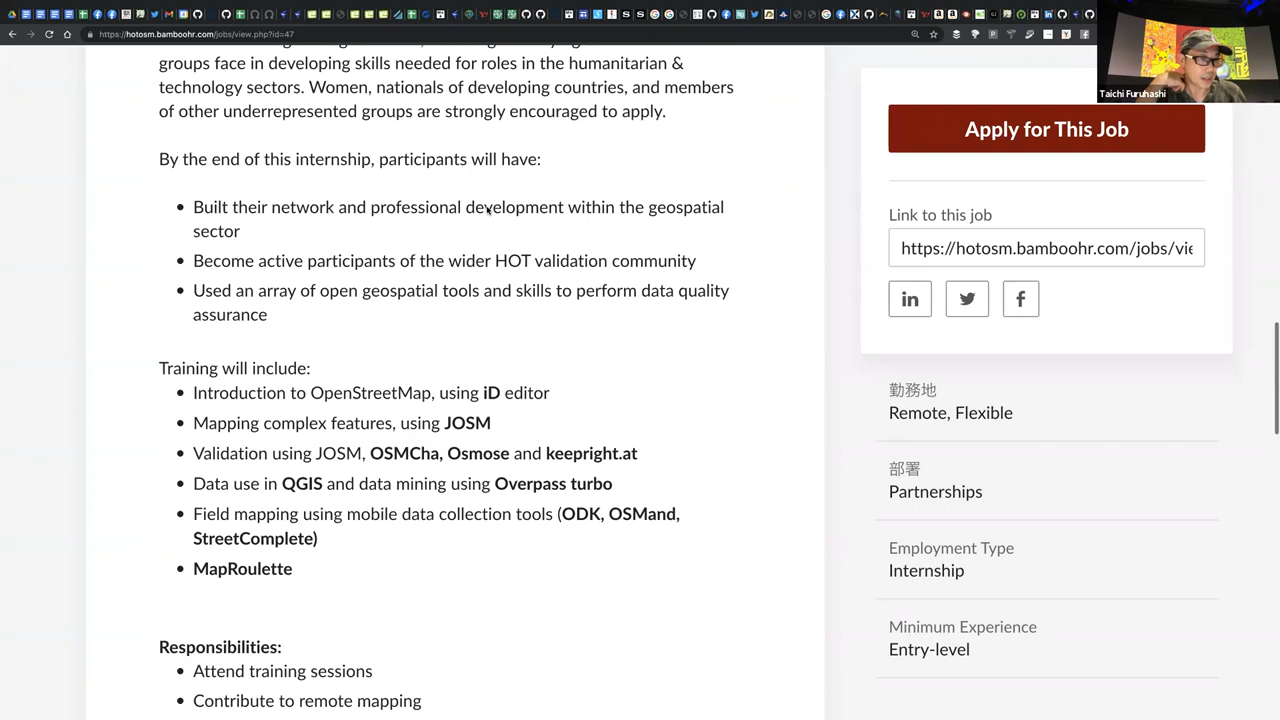 https://hotosm.bamboohr.com/jobs/view.php?id=47
groups face in developing skills needed for roles in the humanitarian &
technology sectors. Women, nationals of developing countries, and members
of other underrepresented groups are strongly encouraged to apply.
By the end of this internship, participants will have:
• Built their network and professional development within the geospatial
sector
• Become active participants of the wider HOT validation community
• Used an array of open geospatial tools and skills to perform data quality
assurance
Training will include:
• Introduction to OpenStreetMap, using iD editor
• Mapping complex features, using JOSM
• Validation using JOSM, OSMCha, Osmose and keepright.at
• Data use in QGIS and data mining using Overpass turbo
• Field mapping using mobile data collection tools (ODK, OSMand,
StreetComplete)
• MapRoulette
Responsibilities:
• Attend training sessions
• Contribute to remote mapping
Taichi Furuhashi
Apply for This Job
Link to this job
https://hotosm.bamboohr.com/jobs/vie
in
f
勤務地
Remote, Flexible
部署
Partnerships
Employment Type
Internship
Minimum Experience
Entry-level